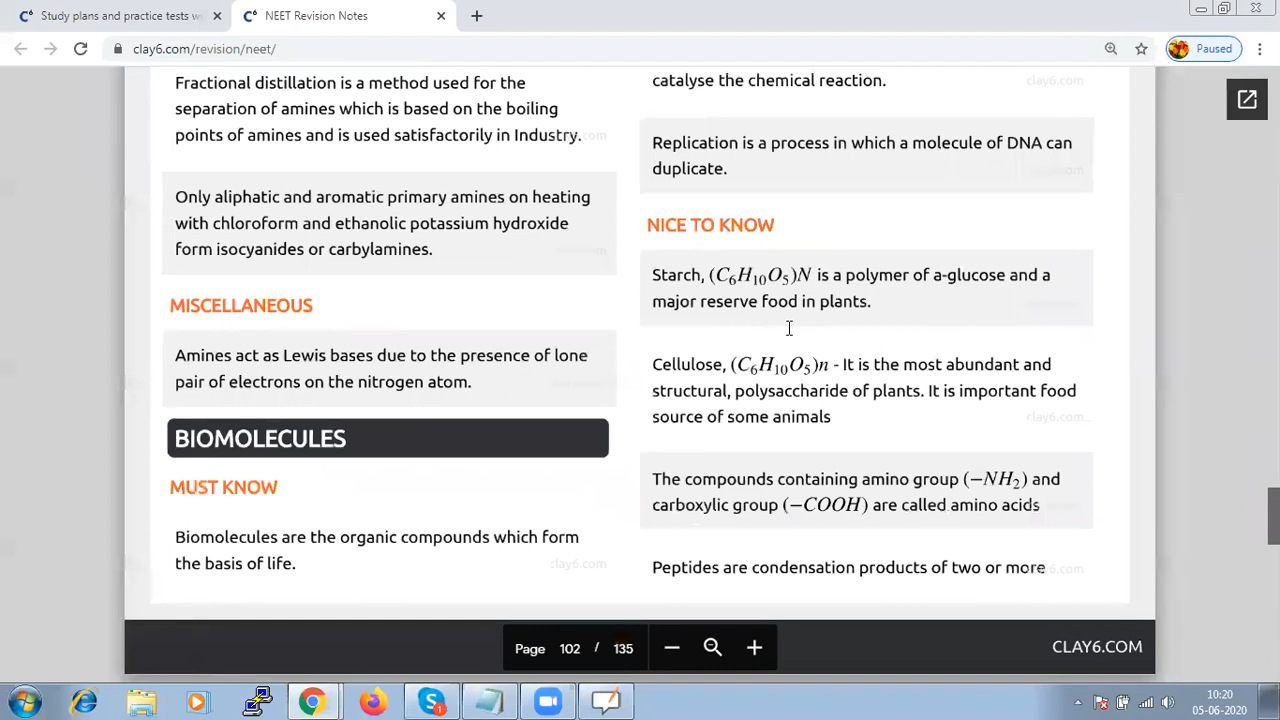 Study plans and practice tests w
NEET Revision Notes
clay6.com/revision/neet/
Paused
Fractional distillation is a method used for the
separation of amines which is based on the boiling
points of amines and is used satisfactorily in Industry.
Only aliphatic and aromatic primary amines on heating
with chloroform and ethanolic potassium hydroxide
form isocyanides or carbylamines.
MISCELLANEOUS
Amines act as Lewis bases due to the presence of lone
pair of electrons on the nitrogen atom.
BIOMOLECULES
MUST KNOW
Biomolecules are the organic compounds which form
the basis of life.
clay6.com
catalyse the chemical reaction.
clay6.com
Replication is a process in which a molecule of DNA can
duplicate.
NICE TO KNOW
Starch, (C₆H₁₀O₅)N is a polymer of a-glucose and a
major reserve food in plants.
Cellulose, (C₆H₁₀O₅)n - It is the most abundant and
structural, polysaccharide of plants. It is important food
source of some animals
clay6.com
The compounds containing amino group (−NH₂) and
carboxylic group (−COOH) are called amino acids
Peptides are condensation products of two or more
Page 102 / 135
CLAY6.COM
10:20
05-06-2020